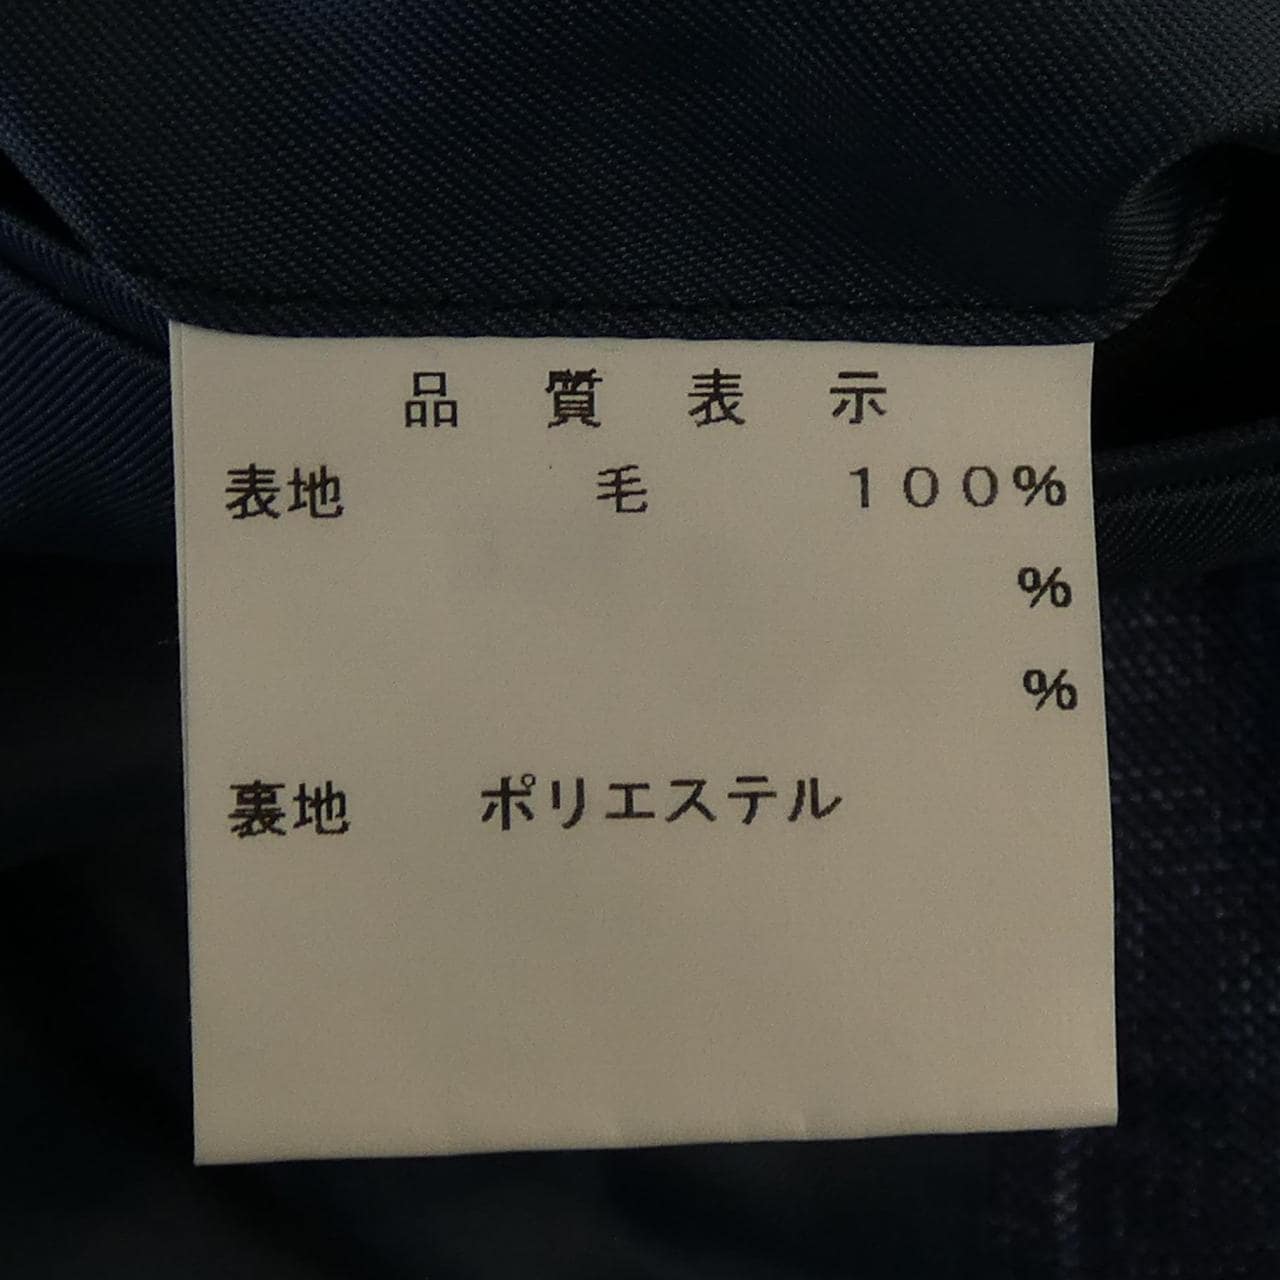 品質表示
表地 毛 100%
%
%
裏地 ポリエステル